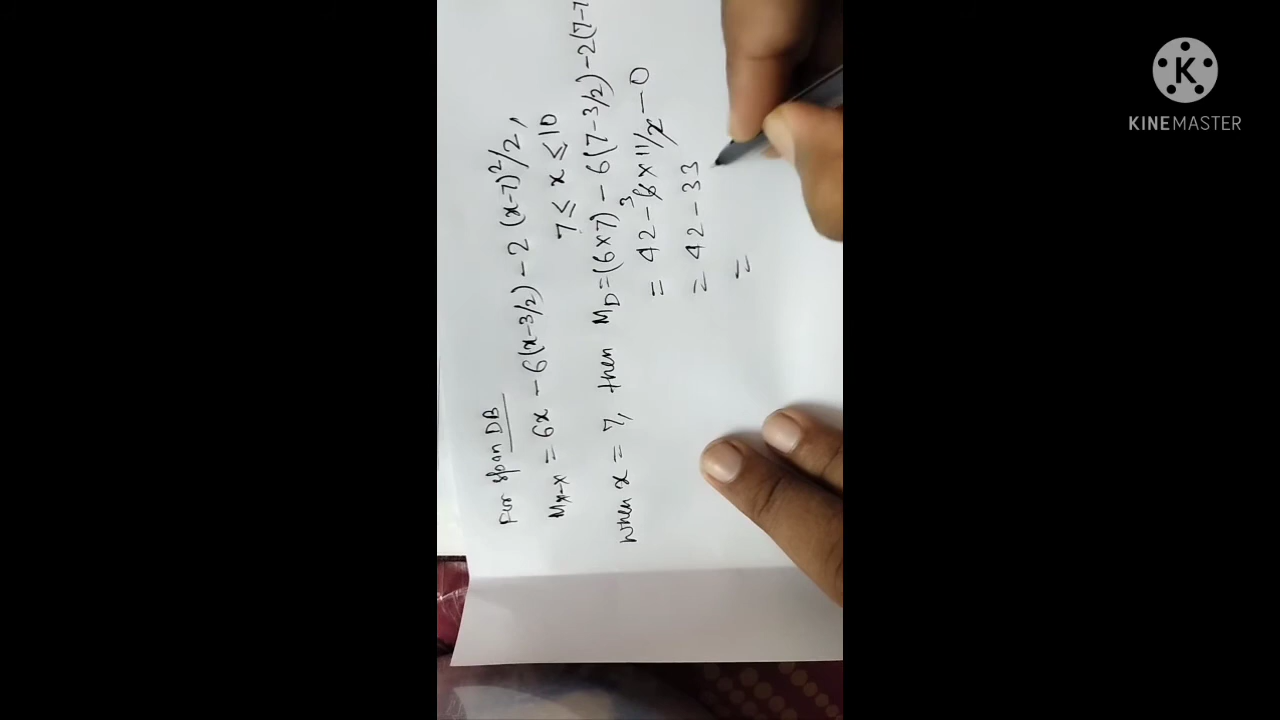 For span DB
Mx-x = 6x - 6(x-3/2) - 2(x-7)²/2,
7 ≤ x ≤ 10
When x = 7, then MD = (6×7) - 6(7-3/2) - 2(7-7
= 42 - 6 × 11/2 - 0
3
= 42 - 33
=
K
KINEMASTER